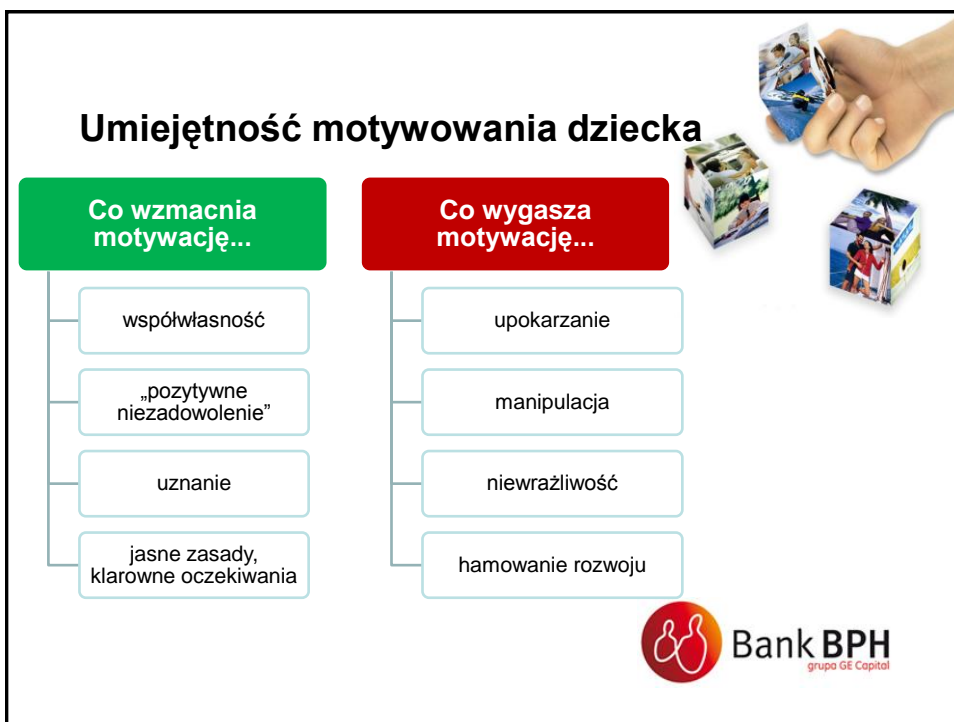 Umiejętność motywowania dziecka
Co wzmacnia
motywację...
współwłasność
„pozytywne
niezadowolenie”
uznanie
jasne zasady,
klarowne oczekiwania
Co wygasza
motywację...
upokarzanie
manipulacja
niewrażliwość
hamowanie rozwoju
Bank BPH
grupa GE Capital